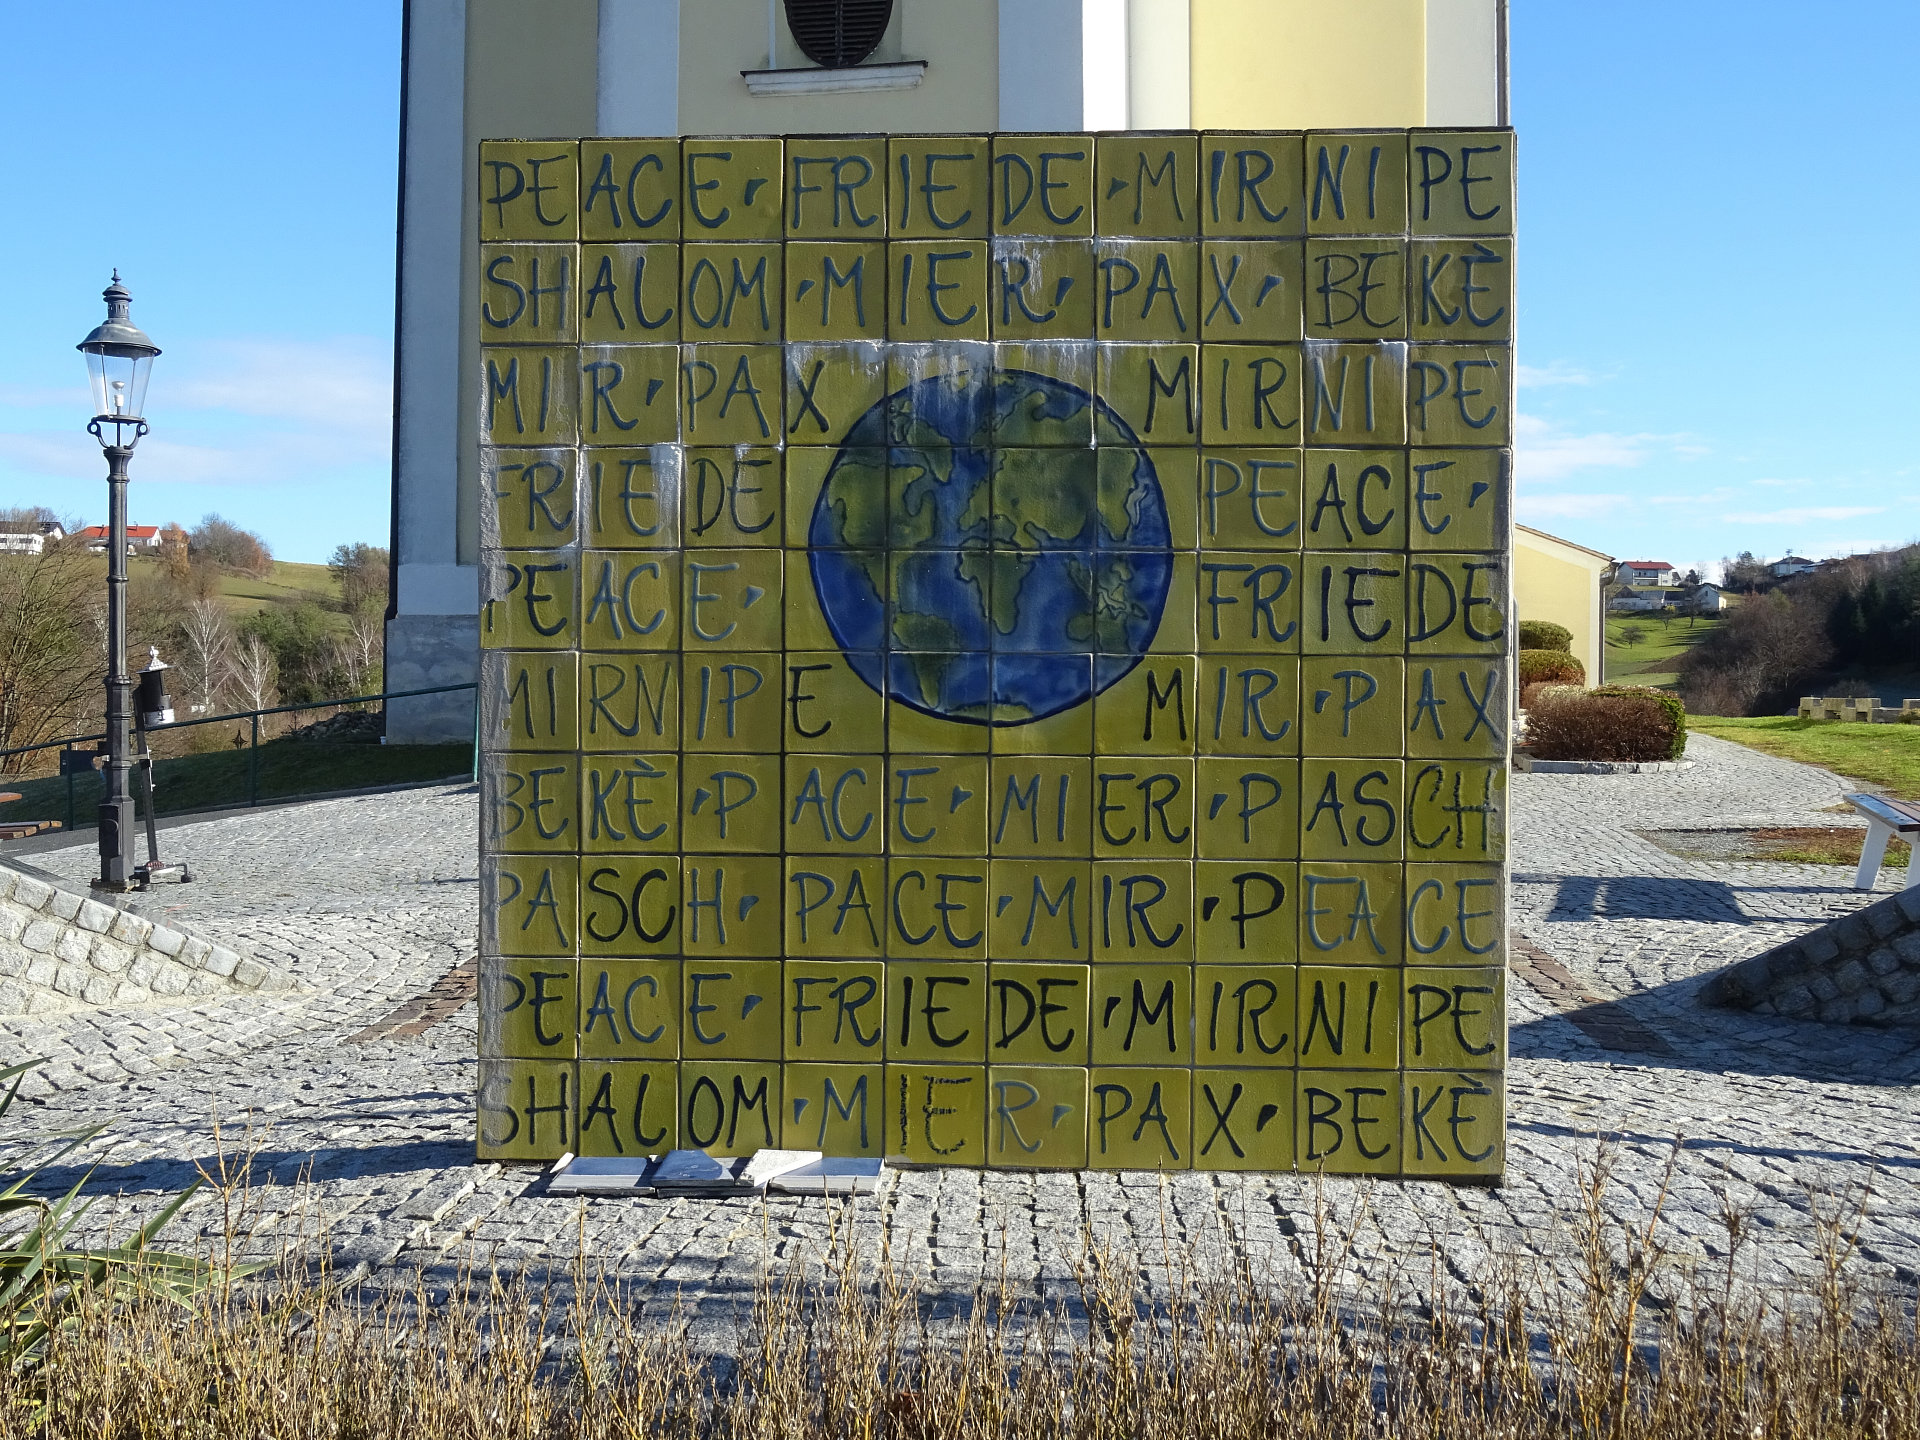 PEACE · FRIEDE · MIRNIPE
SHALOM · MIER · PAX · BEKÈ
MIR · PAX MIRNIPE
FRIEDE PEACE ·
PEACE · FRIEDE
MIRNIPE MIR · PAX
BEKÈ · PACE · MIER · PASCH
PASCH · PACE · MIR · PEACE
PEACE · FRIEDE · MIRNIPE
SHALOM · MIER · PAX · BEKÈ